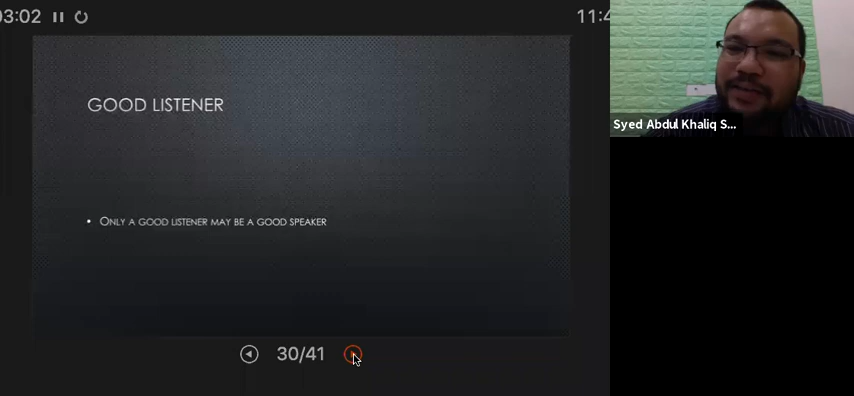 03:02
11:4
GOOD LISTENER
• ONLY A GOOD LISTENER MAY BE A GOOD SPEAKER
30/41
Syed Abdul Khaliq S...